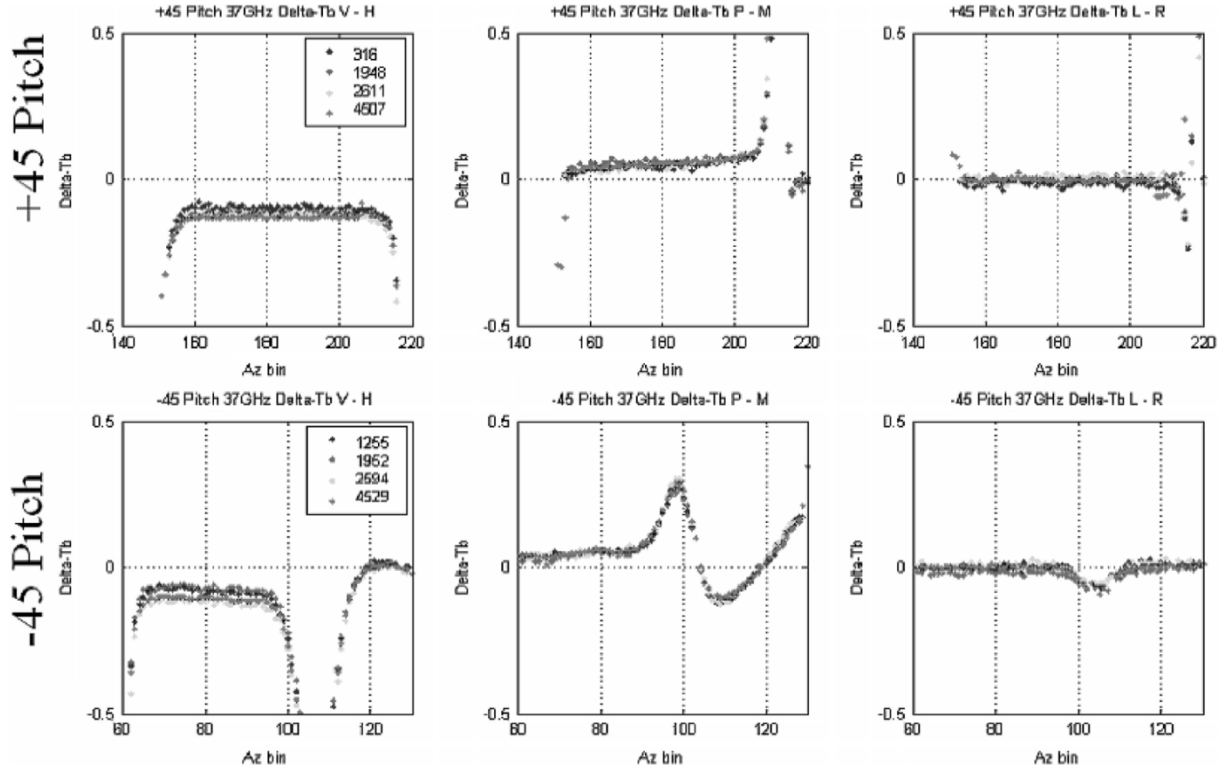 +45 Pitch
+45 Pitch 37GHz Delta-Tb V - H
0.5
0
-0.5
Delta-Tb
316
1948
2611
4507
140 160 180 200 220
Az bin
+45 Pitch 37GHz Delta-Tb P - M
0.5
0
-0.5
Delta-Tb
140 160 180 200 220
Az bin
+45 Pitch 37GHz Delta-Tb L - R
0.5
0
-0.5
Delta-Tb
140 160 180 200 220
Az bin
-45 Pitch
-45 Pitch 37GHz Delta-Tb V - H
0.5
0
-0.5
Delta-Tb
1255
1952
2594
4529
60 80 100 120
Az bin
-45 Pitch 37GHz Delta-Tb P - M
0.5
0
-0.5
Delta-Tb
60 80 100 120
Az bin
-45 Pitch 37GHz Delta-Tb L - R
0.5
0
-0.5
Delta-Tb
60 80 100 120
Az bin